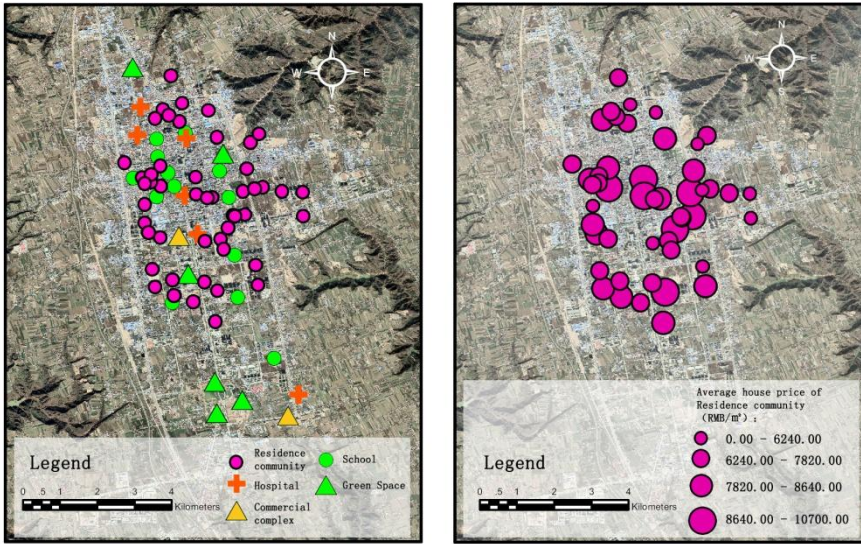 N
W E
S
Legend
Residence community
School
Hospital
Green Space
Commercial complex
0 .5 1 2 3 4
Kilometers
N
W E
S
Average house price of
Residence community
(RMB/m²):
0.00 - 6240.00
6240.00 - 7820.00
7820.00 - 8640.00
8640.00 - 10700.00
Legend
0 .5 1 2 3 4
Kilometers